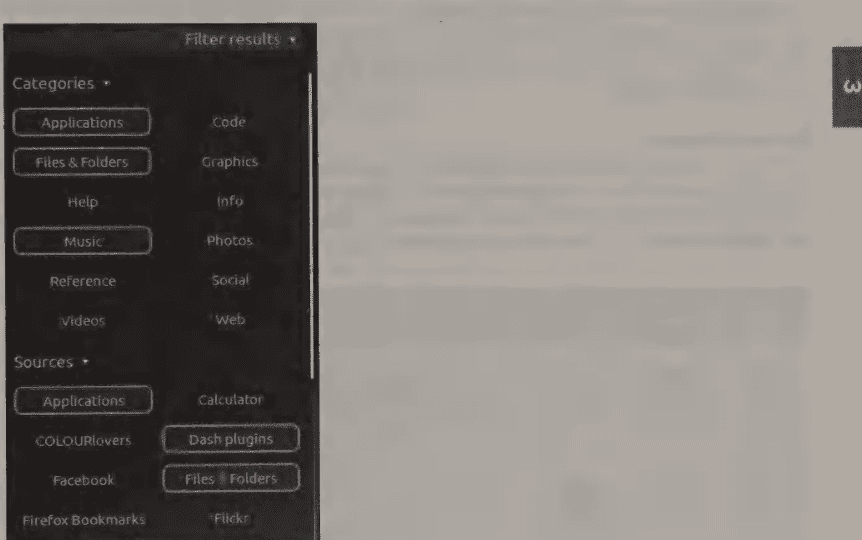 Filter results
Categories
Applications Code
Files & Folders Graphics
Help Info
Music Photos
Reference Social
Videos Web
Sources
Applications Calculator
COLOURlovers Dash plugins
Facebook Files & Folders
Firefox Bookmarks Flickr
3